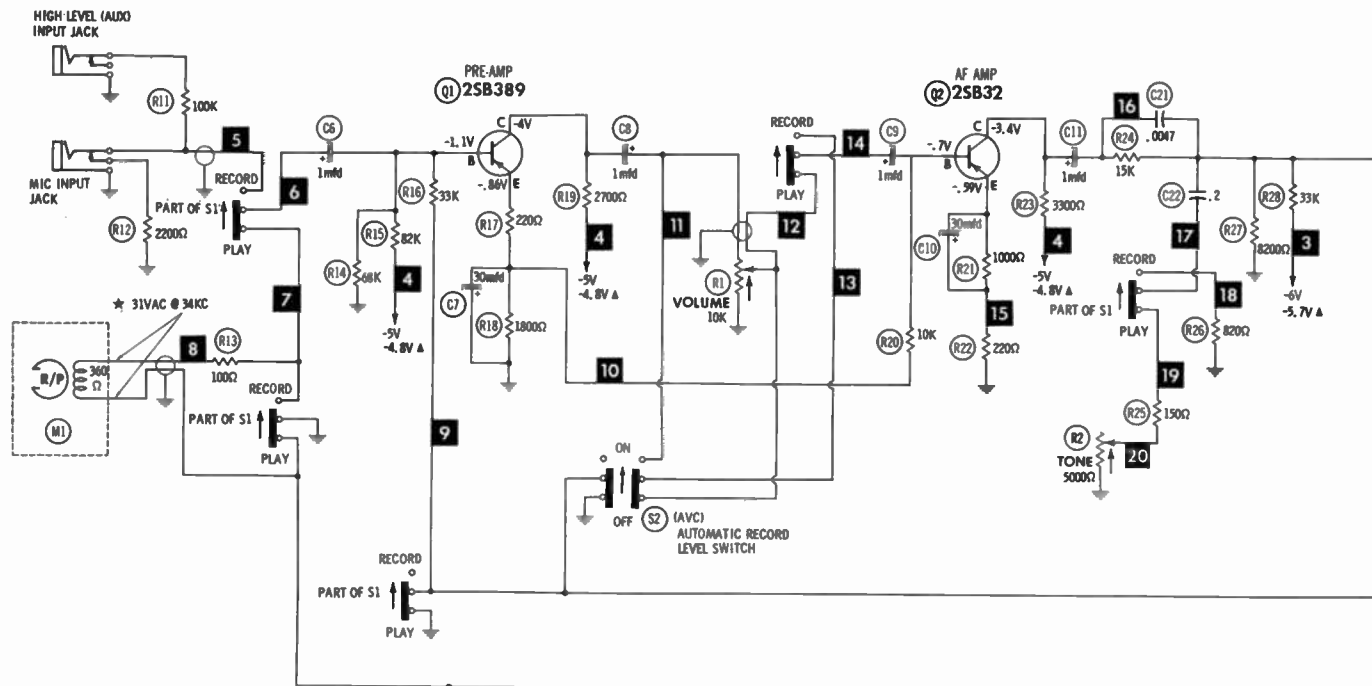 HIGH-LEVEL (AUX)
INPUT JACK
R11
100K
5
MIC INPUT
JACK
R12
2200Ω
RECORD
PART OF S1
PLAY
6
7
★ 31VAC @ 34KC
8
R13
100Ω
R/P
360
Ω
M1
RECORD
PART OF S1
PLAY
C6
+
1mfd
R14
68K
R15
82K
4
-5V
-4.8V Δ
R16
33K
9
PRE-AMP
Q1 2SB389
C
-4V
-1.1V
B
-.86V
E
R17
220Ω
30mfd
+
C7
R18
1800Ω
R19
2700Ω
4
-5V
-4.8V Δ
C8
+
1mfd
10
11
R1
VOLUME
10K
RECORD
PLAY
12
13
14
C9
+
1mfd
R20
10K
ON
OFF
S2 (AVC)
AUTOMATIC RECORD
LEVEL SWITCH
RECORD
PART OF S1
PLAY
AF AMP
Q2 2SB32
C
-3.4V
-.7V
B
-.59V
E
30mfd
+
C10
R21
1000Ω
15
R22
220Ω
R23
3300Ω
4
-5V
-4.8V Δ
C11
+
1mfd
16
C21
.0047
R24
15K
C22
.2
17
R27
8200Ω
R28
33K
3
-6V
-5.7V Δ
RECORD
PART OF S1
PLAY
18
R26
820Ω
19
R25
150Ω
R2
TONE
5000Ω
20